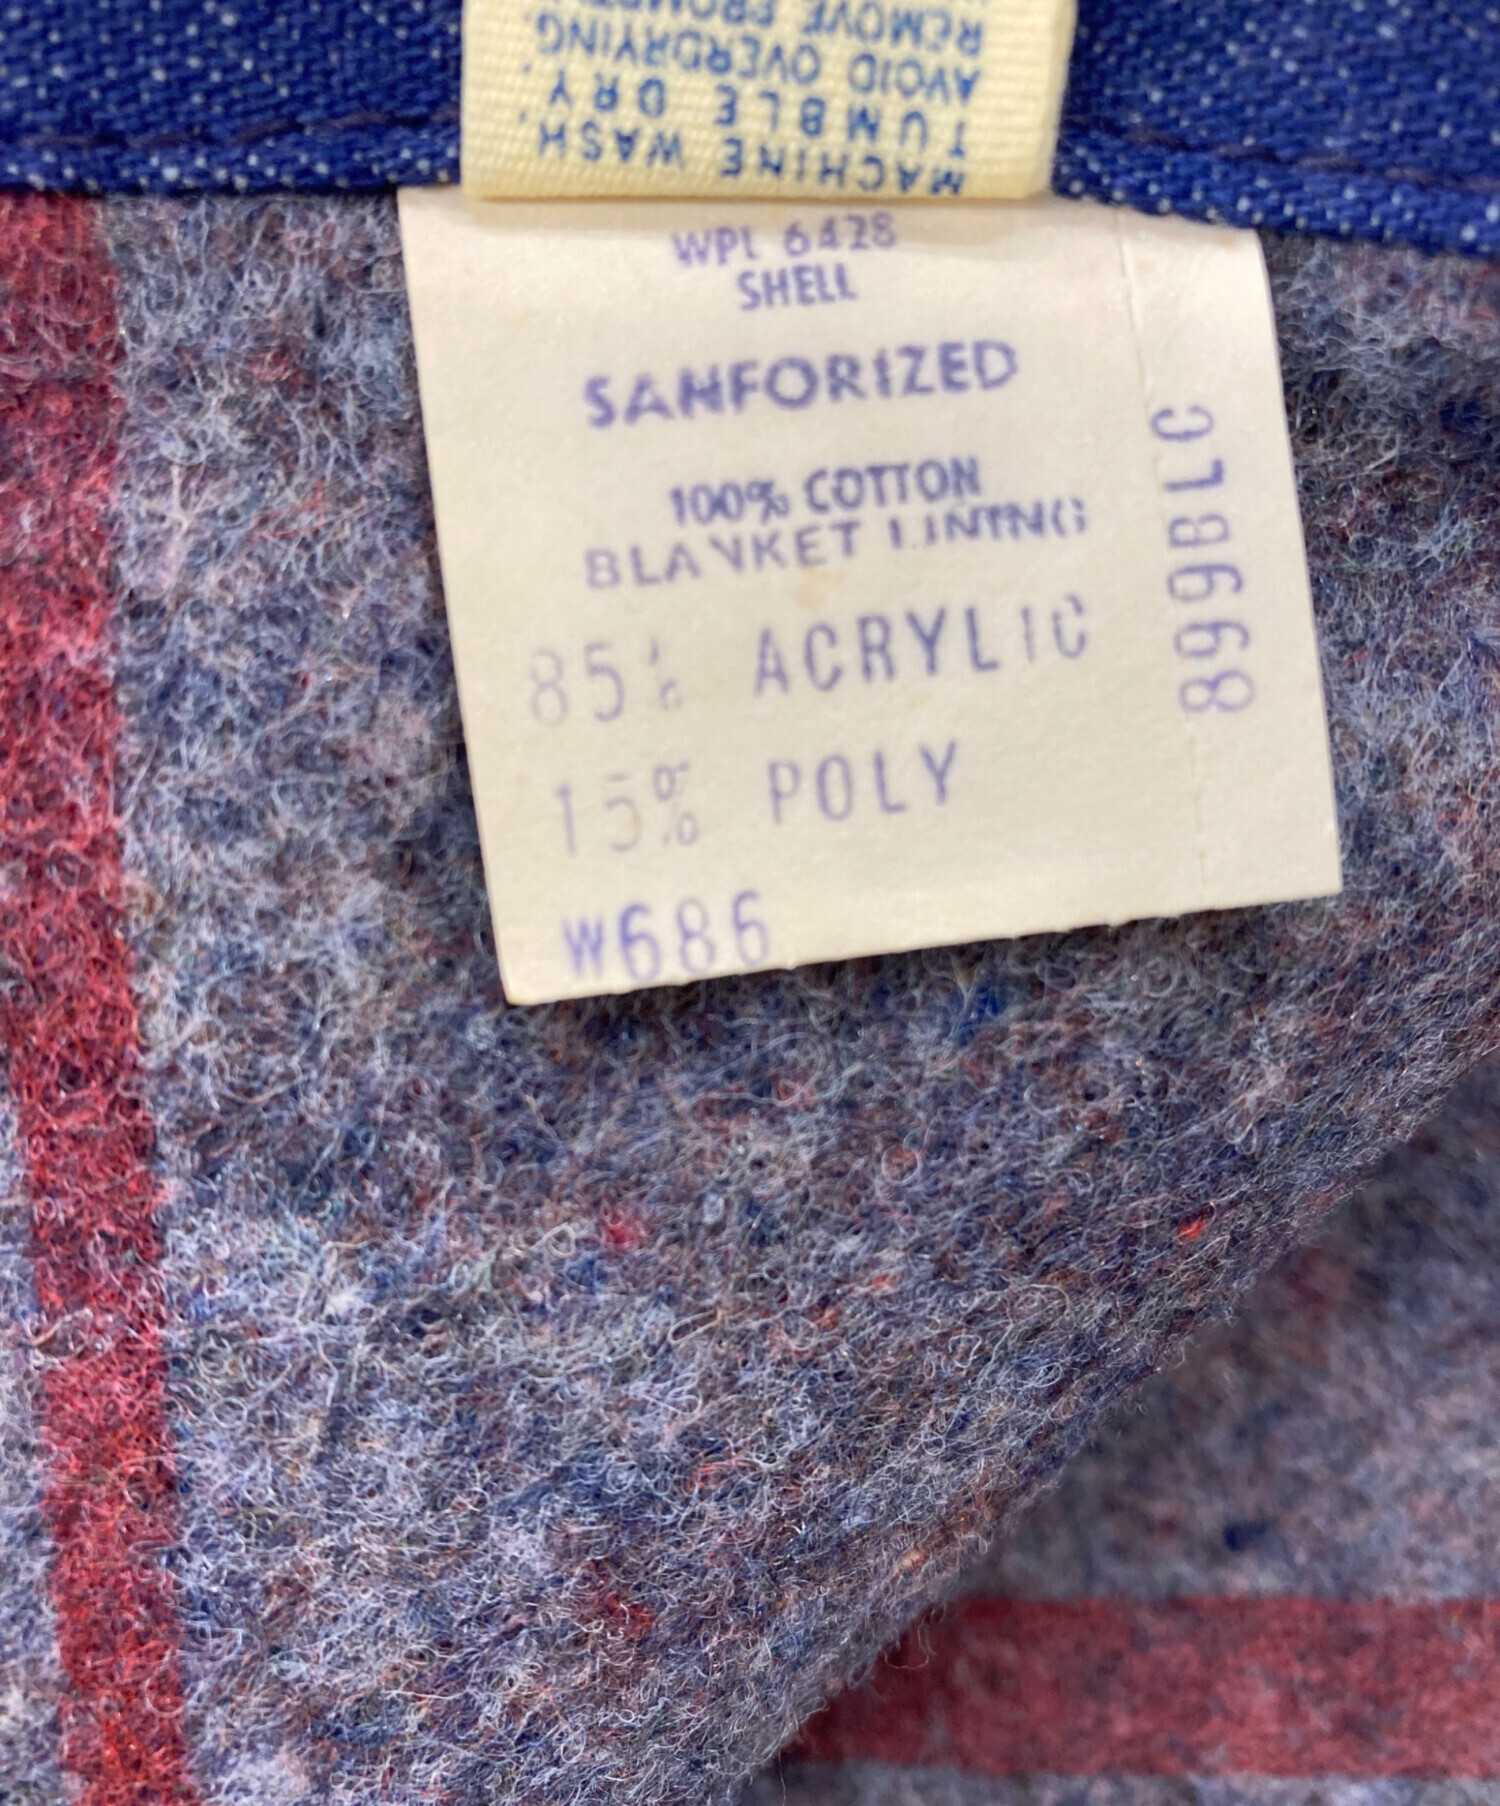 REMOVE PROMPTLY
AVOID OVERDRYING.
TUMBLE DRY.
MACHINE WASH.
WPL 6428
SHELL
SANFORIZED
100% COTTON
BLANKET LINING
85% ACRYLIC
15% POLY
W686
8998LC